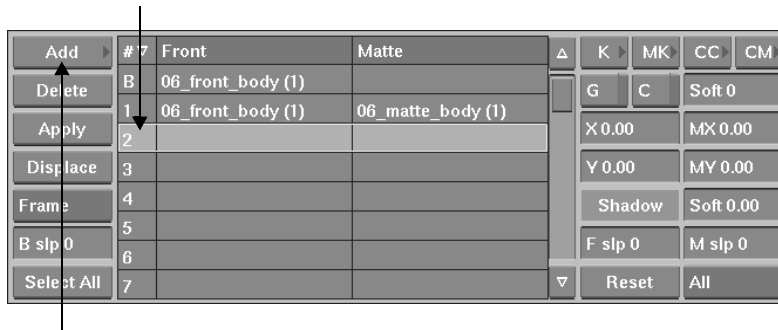 Add # Front Matte K MK CC CM
Delete B 06_front_body (1) G C Soft 0
Apply 1 06_front_body (1) 06_matte_body (1) X 0.00 MX 0.00
2
Displace 3 Y 0.00 MY 0.00
Frame 4 Shadow Soft 0.00
B slp 0 5 F slp 0 M slp 0
6
Select All 7 Reset All